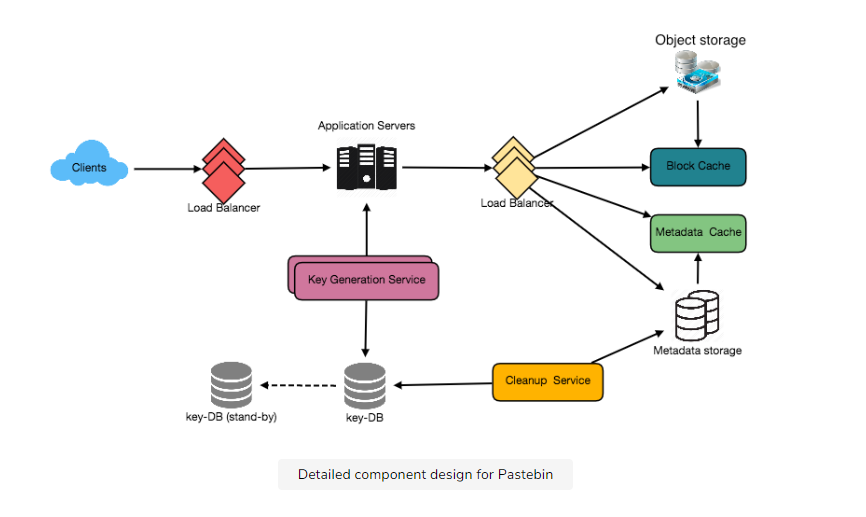 Object storage
Application Servers
Clients
Block Cache
Load Balancer
Load Balancer
Metadata Cache
Key Generation Service
Metadata storage
Cleanup Service
key-DB (stand-by)
key-DB
Detailed component design for Pastebin